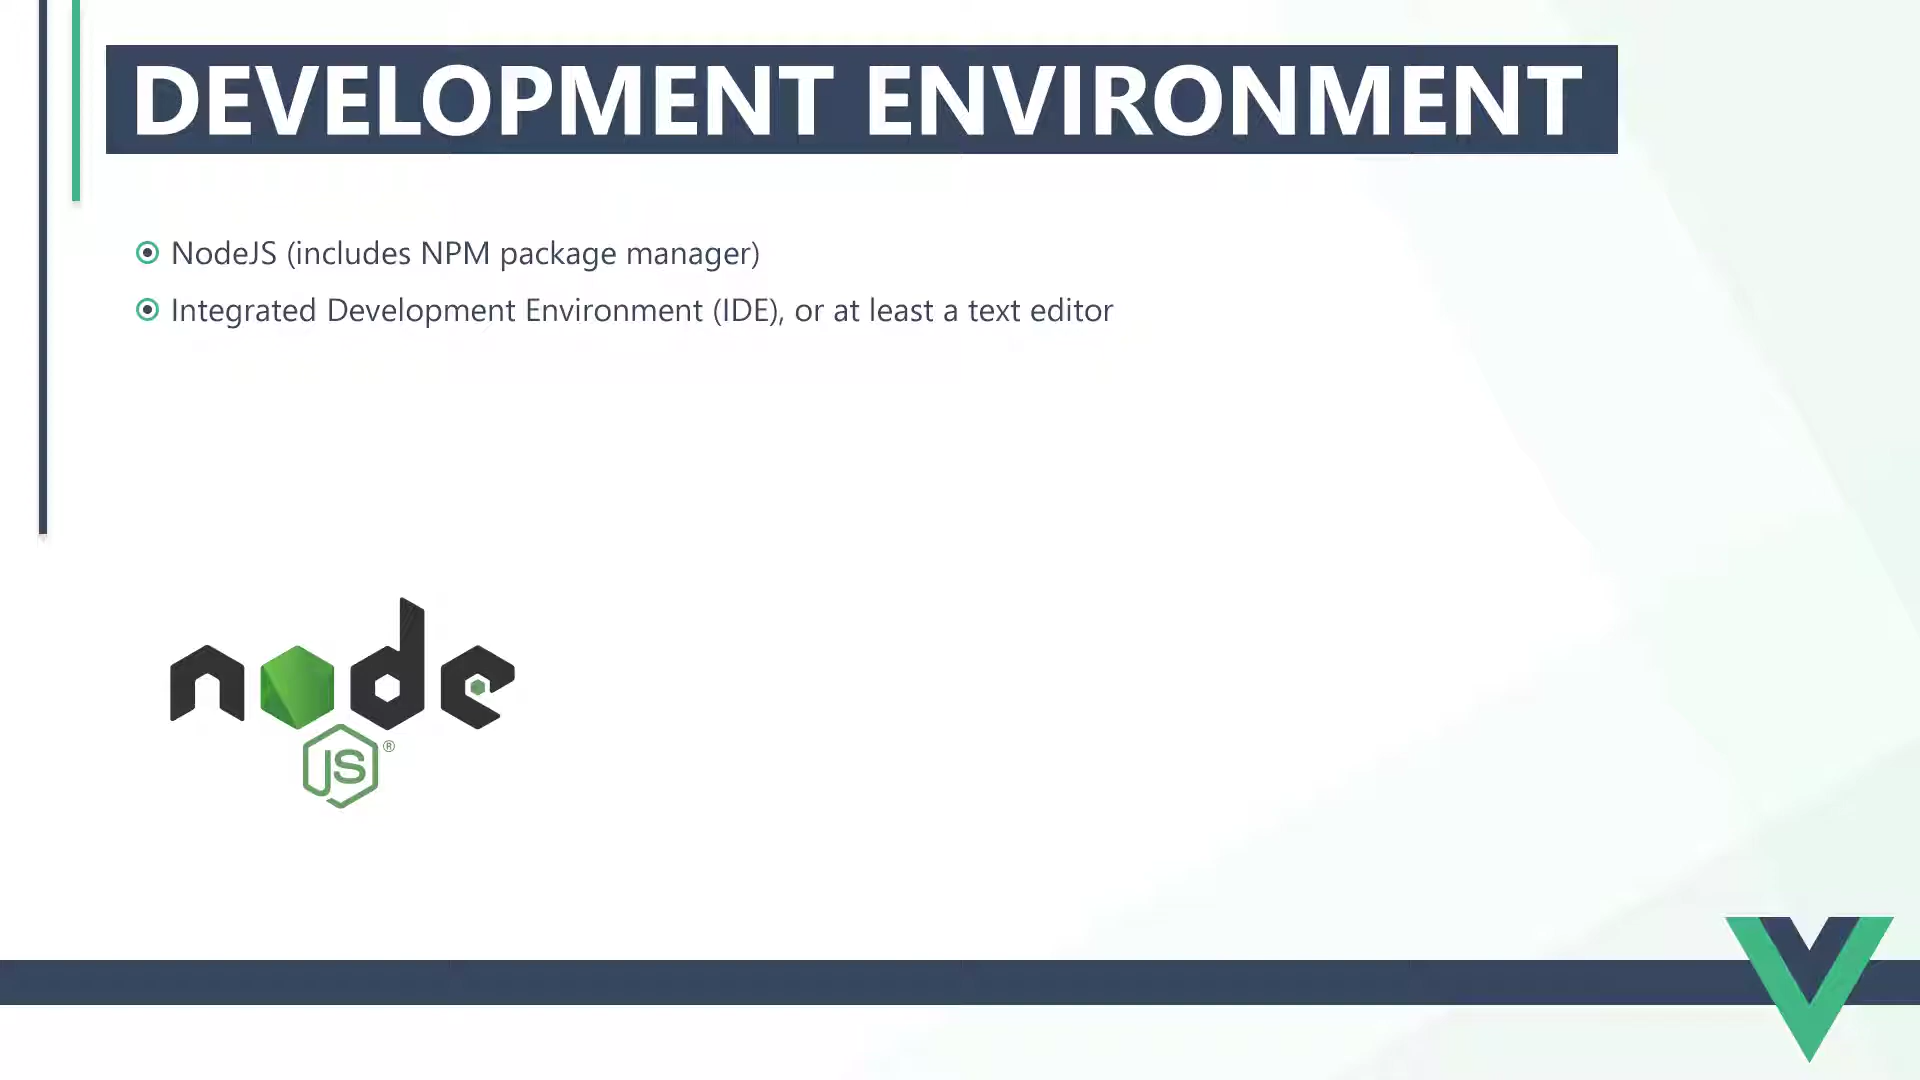 DEVELOPMENT ENVIRONMENT
NodeJS (includes NPM package manager)
Integrated Development Environment (IDE), or at least a text editor
node
JS®